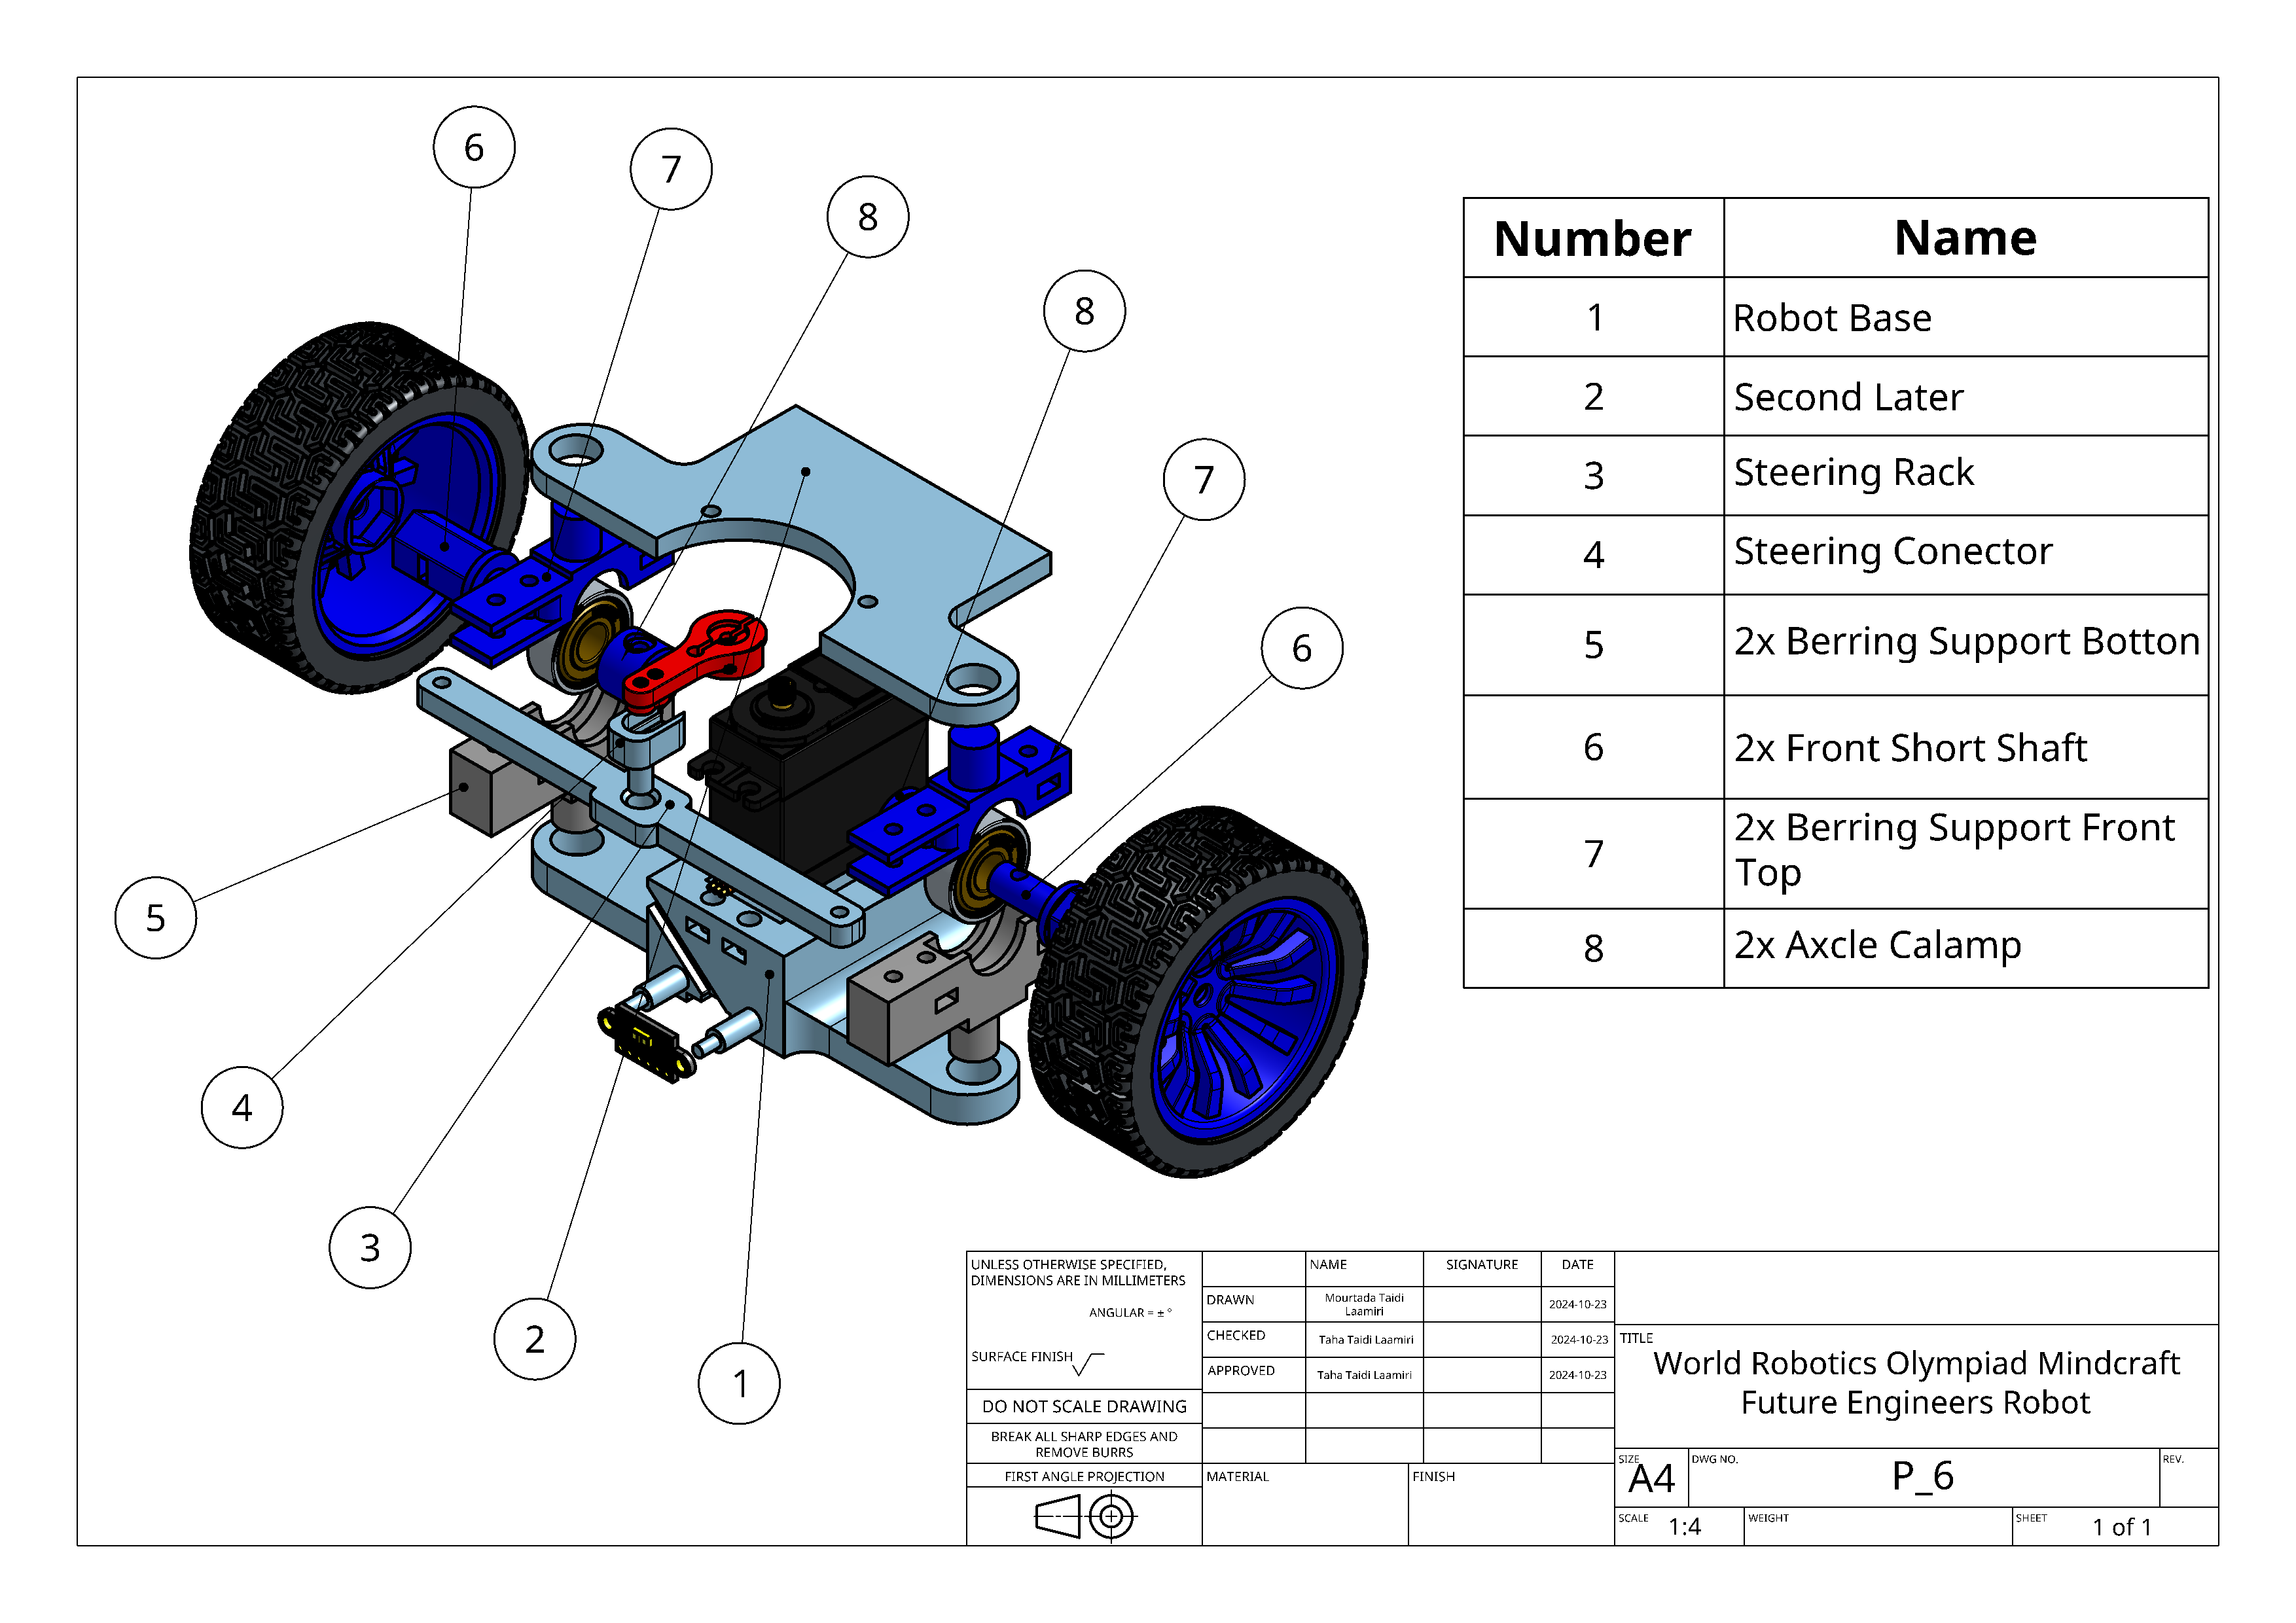 6
7
8
8
7
6
5
4
3
2
1
Number Name
1 Robot Base
2 Second Later
3 Steering Rack
4 Steering Conector
5 2x Berring Support Botton
6 2x Front Short Shaft
7 2x Berring Support Front
Top
8 2x Axcle Calamp
UNLESS OTHERWISE SPECIFIED,
DIMENSIONS ARE IN MILLIMETERS
ANGULAR = ± °
SURFACE FINISH
DO NOT SCALE DRAWING
BREAK ALL SHARP EDGES AND
REMOVE BURRS
FIRST ANGLE PROJECTION
NAME SIGNATURE DATE
DRAWN Mourtada Taidi
Laamiri 2024-10-23
CHECKED Taha Taidi Laamiri 2024-10-23
APPROVED Taha Taidi Laamiri 2024-10-23
MATERIAL FINISH
TITLE
World Robotics Olympiad Mindcraft
Future Engineers Robot
SIZE A4 DWG NO. P_6 REV.
SCALE 1:4 WEIGHT SHEET 1 of 1